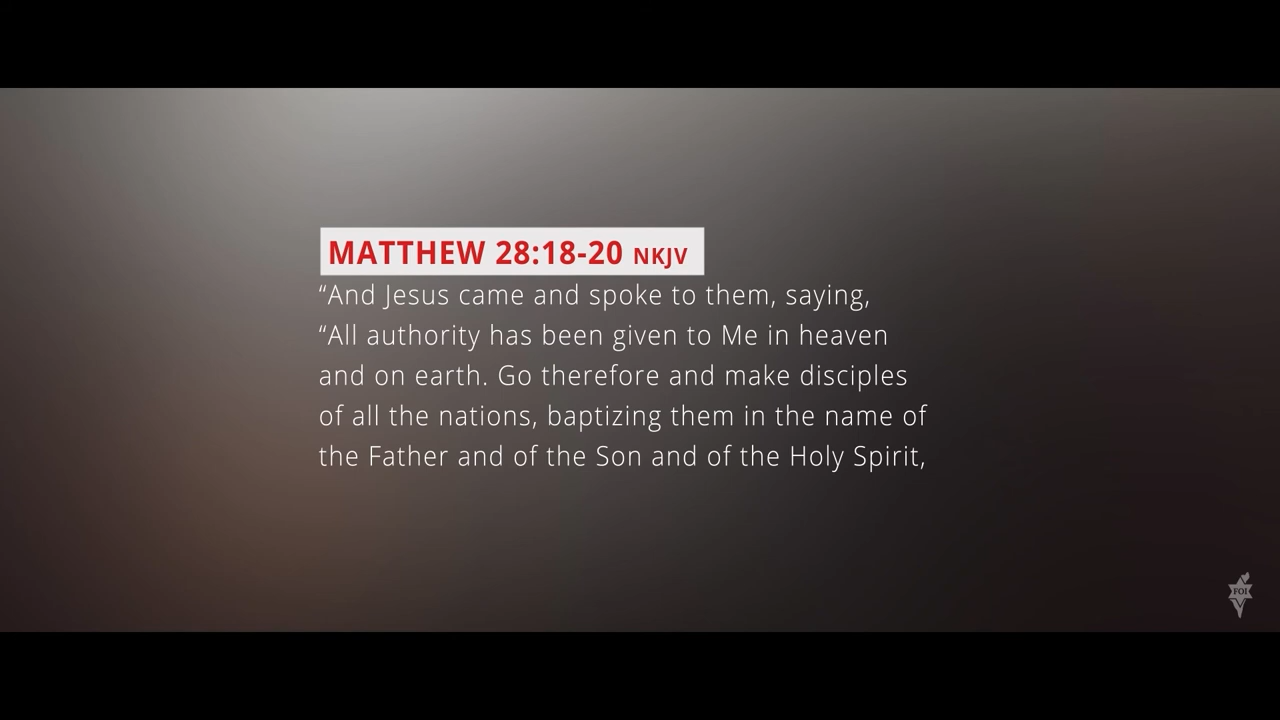 MATTHEW 28:18-20 NKJV
“And Jesus came and spoke to them, saying,
“All authority has been given to Me in heaven
and on earth. Go therefore and make disciples
of all the nations, baptizing them in the name of
the Father and of the Son and of the Holy Spirit,
FOI